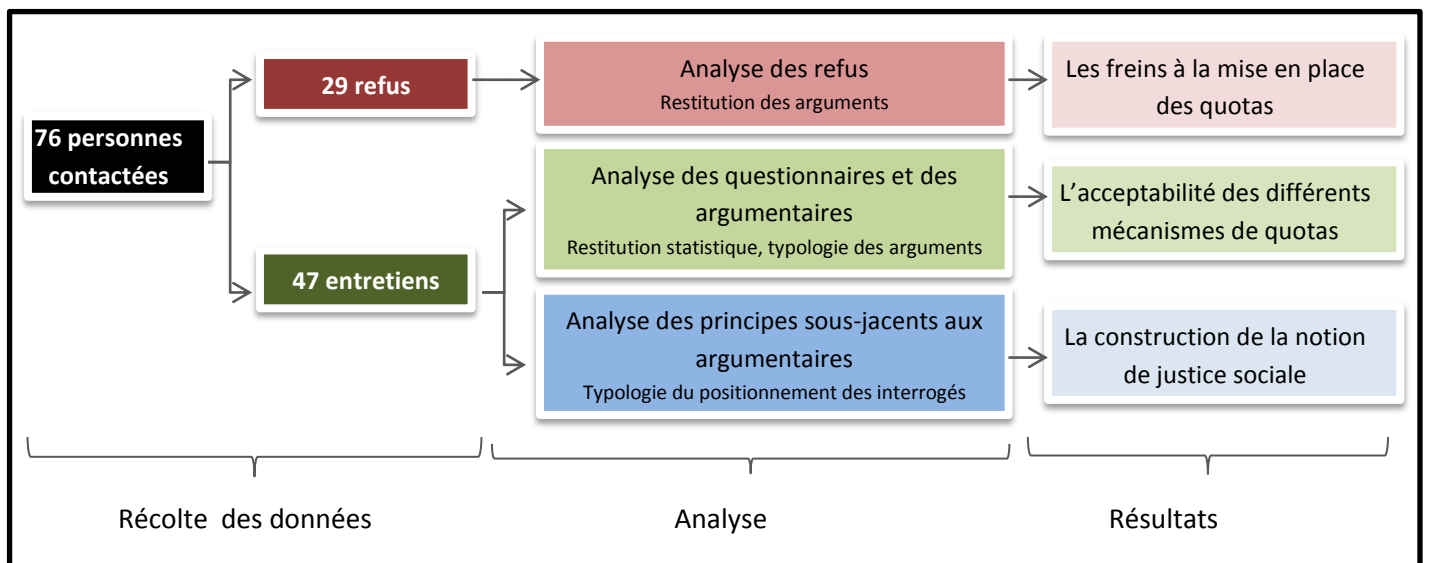 76 personnes
contactées
29 refus
47 entretiens
Analyse des refus
Restitution des arguments
Analyse des questionnaires et des
argumentaires
Restitution statistique, typologie des arguments
Analyse des principes sous-jacents aux
argumentaires
Typologie du positionnement des interrogés
Les freins à la mise en place
des quotas
L’acceptabilité des différents
mécanismes de quotas
La construction de la notion
de justice sociale
Récolte des données
Analyse
Résultats